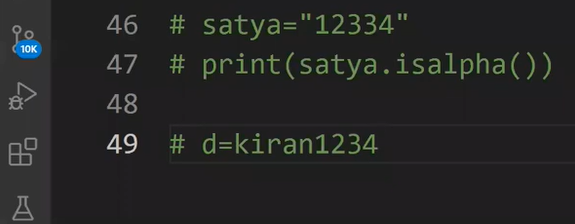 46 # satya="12334"
47 # print(satya.isalpha())
10K
48
49 # d=kiran1234